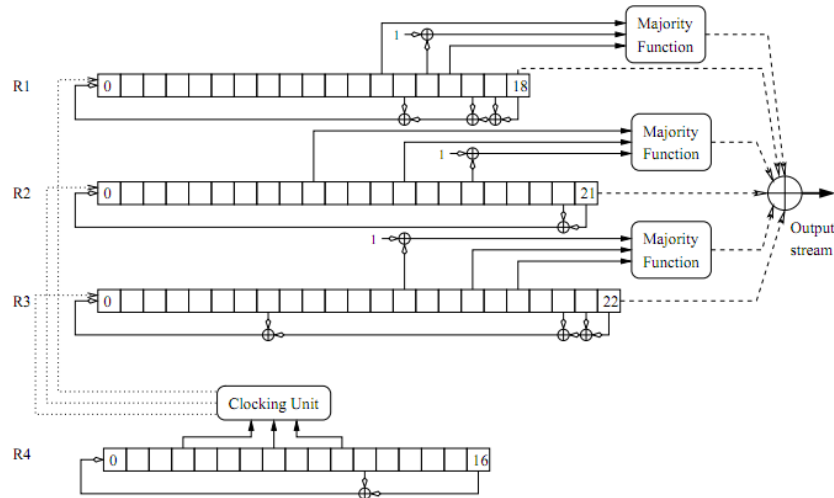 Majority
Function
1
R1
0
18
Majority
Function
1
R2
0
21
Output
stream
Majority
Function
1
R3
0
22
Clocking Unit
R4
0
16